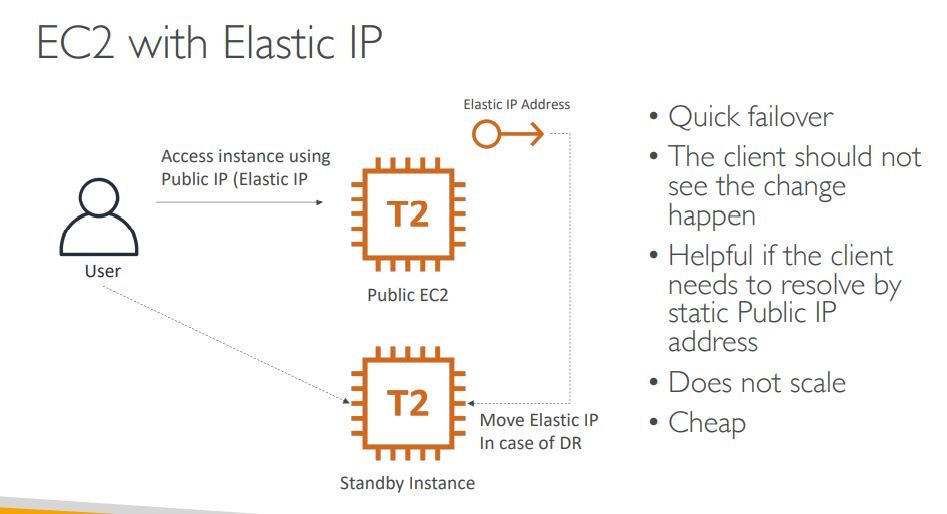 EC2 with Elastic IP
Elastic IP Address
Access instance using
Public IP (Elastic IP
T2
User
Public EC2
T2
Move Elastic IP
In case of DR
Standby Instance
• Quick failover
• The client should not
see the change
happen
• Helpful if the client
needs to resolve by
static Public IP
address
• Does not scale
• Cheap